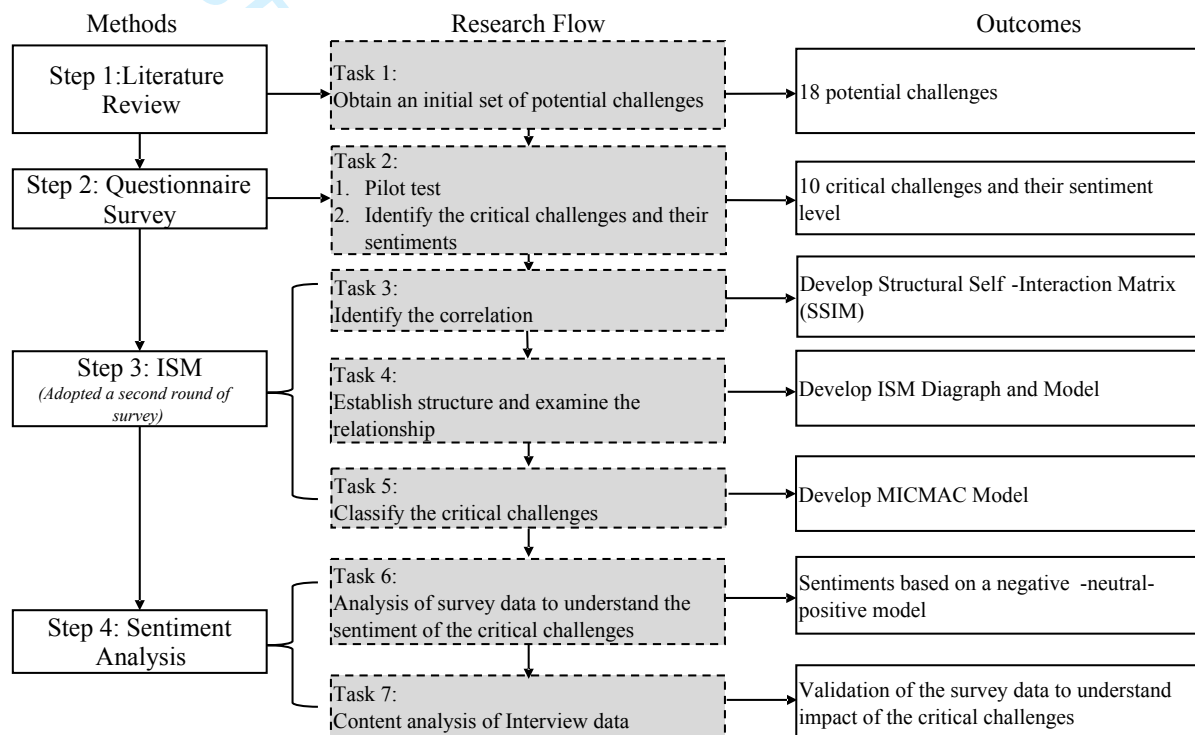 Methods
Research Flow
Outcomes
Step 1:Literature
Review
Task 1:
Obtain an initial set of potential challenges
18 potential challenges
Step 2: Questionnaire
Survey
Task 2:
1. Pilot test
2. Identify the critical challenges and their
sentiments
10 critical challenges and their sentiment
level
Step 3: ISM
(Adopted a second round of
survey)
Task 3:
Identify the correlation
Develop Structural Self -Interaction Matrix
(SSIM)
Task 4:
Establish structure and examine the
relationship
Develop ISM Diagraph and Model
Task 5:
Classify the critical challenges
Develop MICMAC Model
Step 4: Sentiment
Analysis
Task 6:
Analysis of survey data to understand the
sentiment of the critical challenges
Sentiments based on a negative -neutral-
positive model
Task 7:
Content analysis of Interview data
Validation of the survey data to understand
impact of the critical challenges